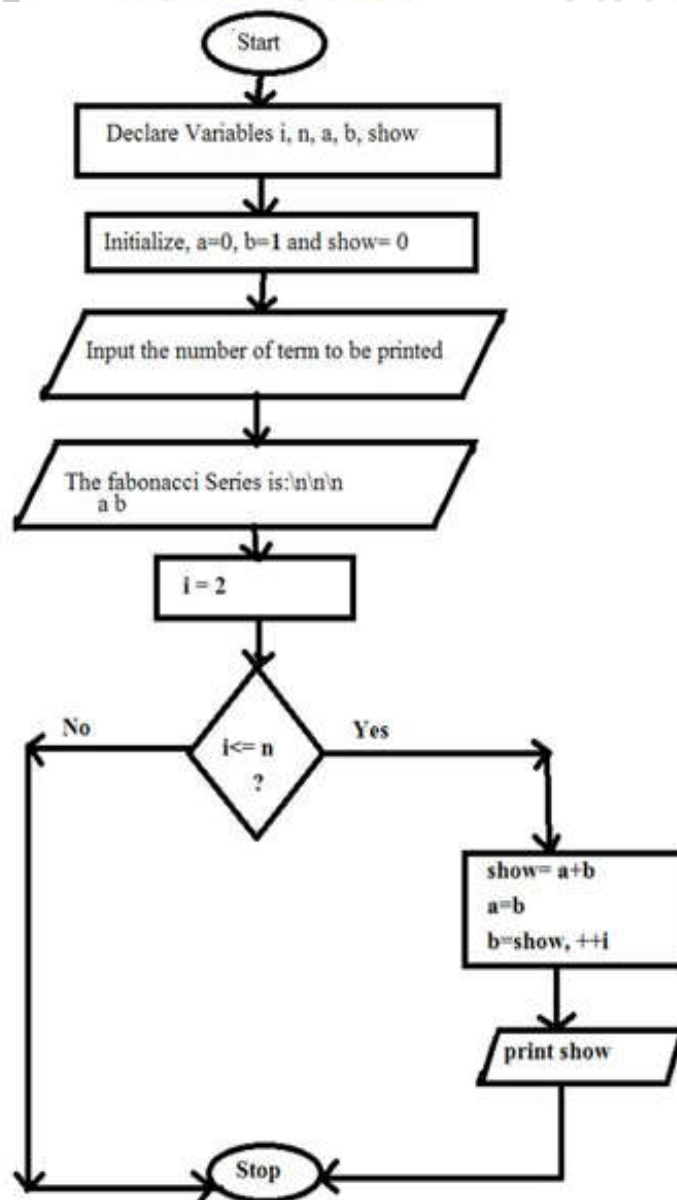 Start
Declare Variables i, n, a, b, show
Initialize, a=0, b=1 and show= 0
Input the number of term to be printed
The fabonacci Series is:\n\n\n
a b
i = 2
No
Yes
i<= n
?
show= a+b
a=b
b=show, ++i
print show
Stop